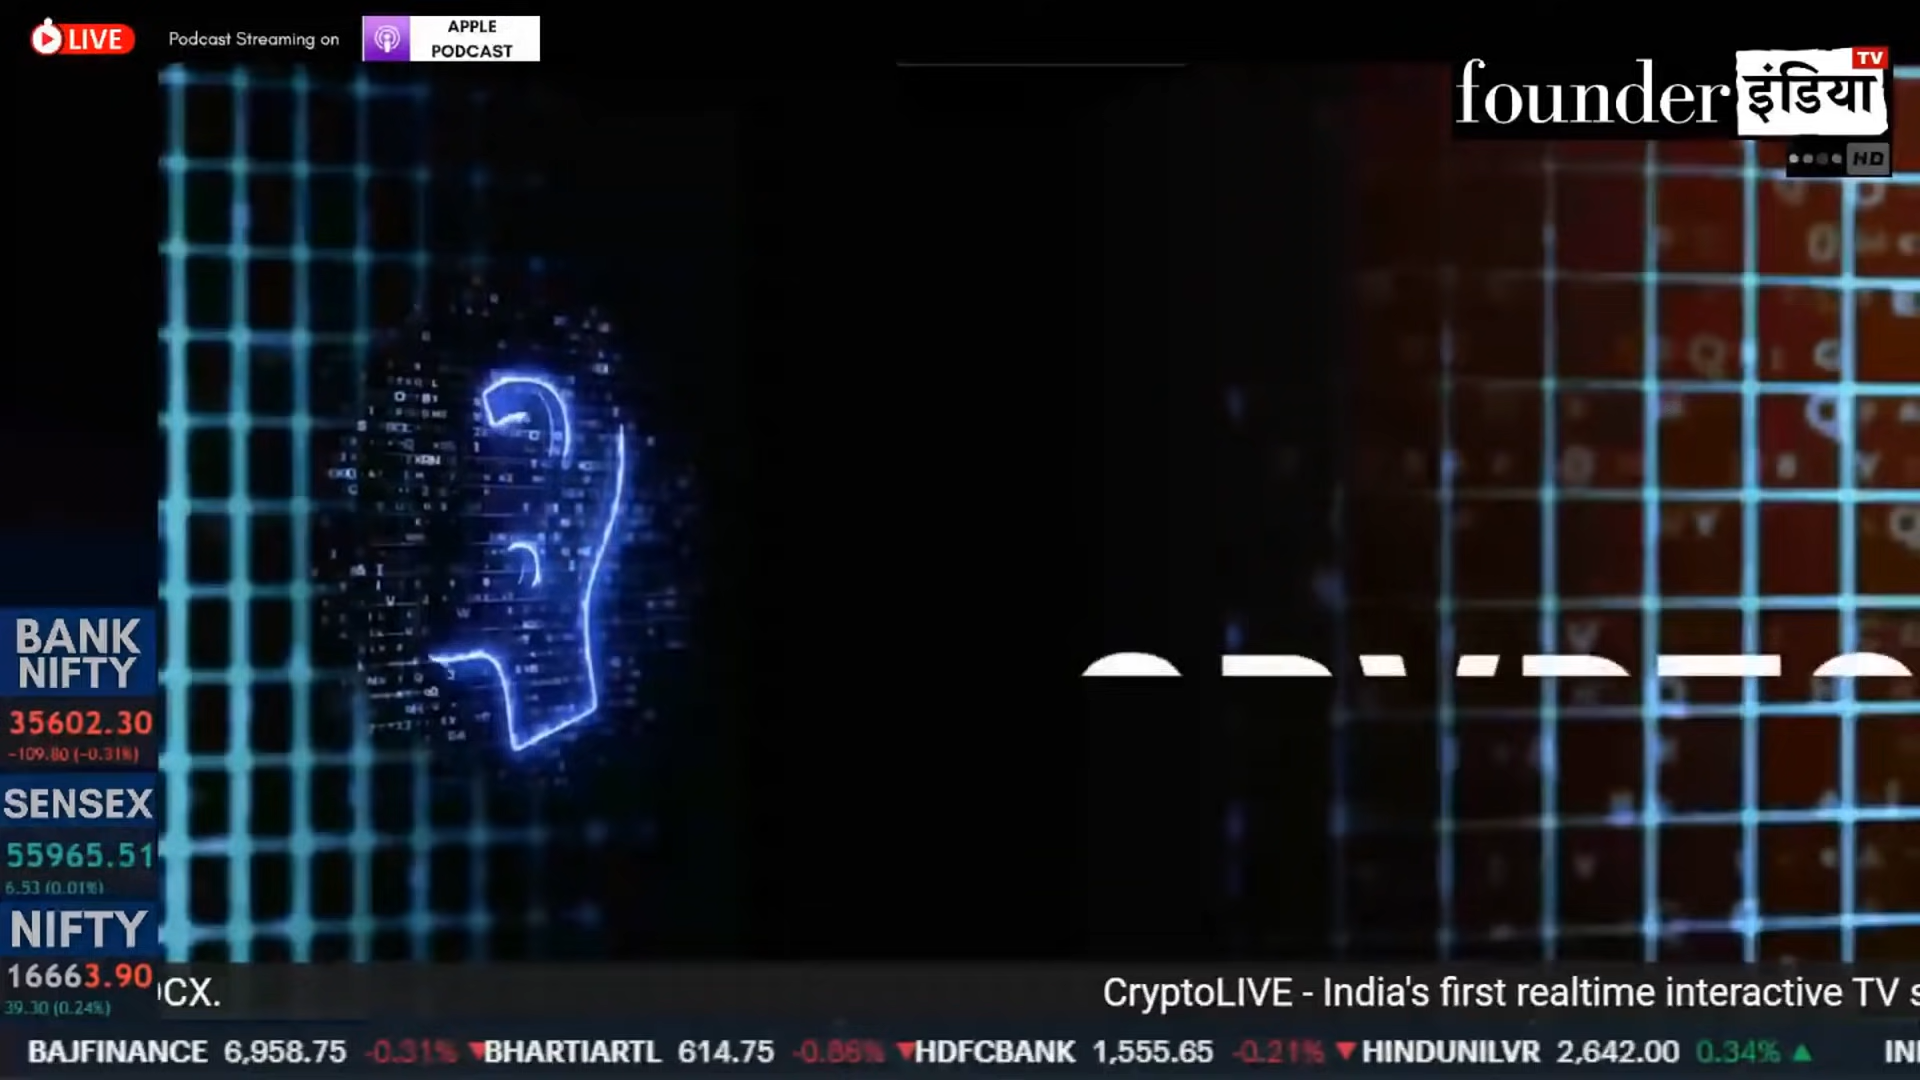 LIVE
Podcast Streaming on
APPLE
PODCAST
founder इंडिया TV
HD
BANK
NIFTY
35602.30
-109.80 (-0.31%)
SENSEX
55965.51
6.53 (0.01%)
NIFTY
16663.90
39.30 (0.24%)
CX. CryptoLIVE - India's first realtime interactive TV s
BAJFINANCE 6,958.75 -0.31% ▼BHARTIARTL 614.75 -0.86% ▼HDFCBANK 1,555.65 -0.21% ▼HINDUNILVR 2,642.00 0.34% ▲ IN